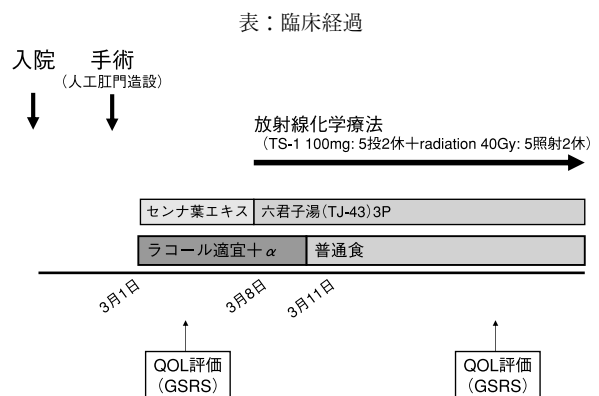 表：臨床経過
入院
手術
（人工肛門造設）
放射線化学療法
（TS-1 100mg: 5投2休＋radiation 40Gy: 5照射2休）
センナ葉エキス
六君子湯（TJ-43）3P
ラコール適宜＋α
普通食
3月1日
3月8日
3月11日
QOL評価
（GSRS）
QOL評価
（GSRS）